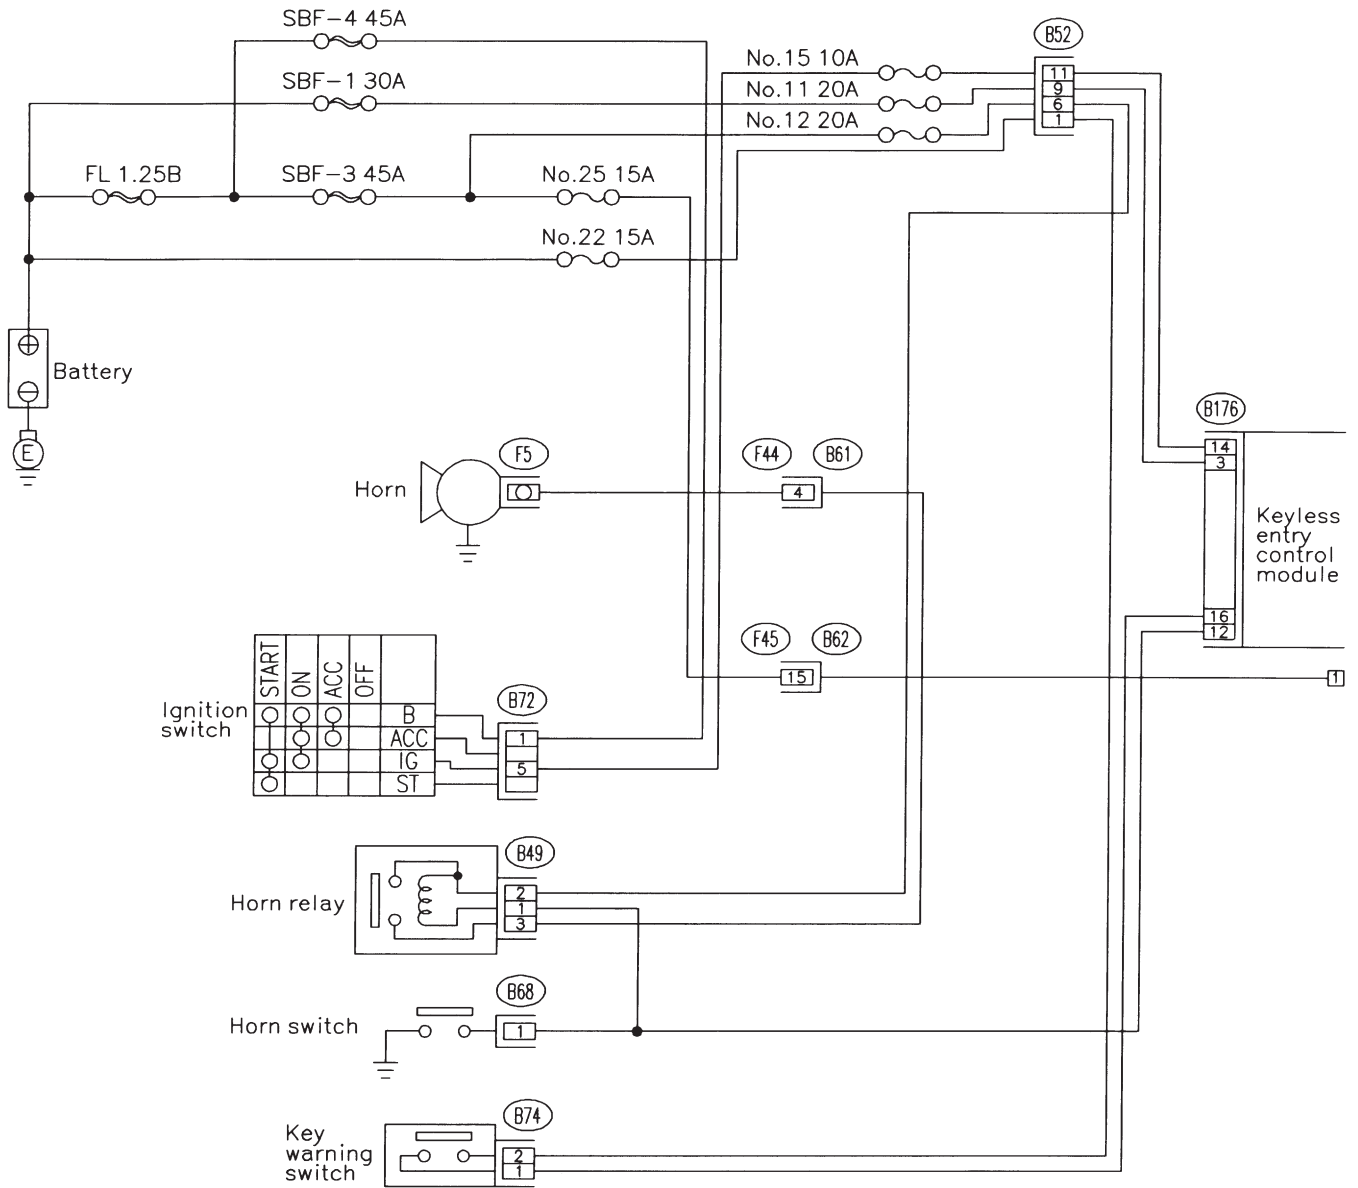 SBF-4 45A
B52
No.15 10A
11
SBF-1 30A
No.11 20A
9
6
No.12 20A
1
FL 1.25B
SBF-3 45A
No.25 15A
No.22 15A
Battery
B176
E
14
3
Horn
F5
F44
B61
4
Keyless
entry
control
module
16
12
F45
B62
15
1
Ignition
switch
START
ON
ACC
OFF
B
ACC
IG
ST
B72
1
5
Horn relay
B49
2
1
3
Horn switch
B68
1
Key
warning
switch
B74
2
1